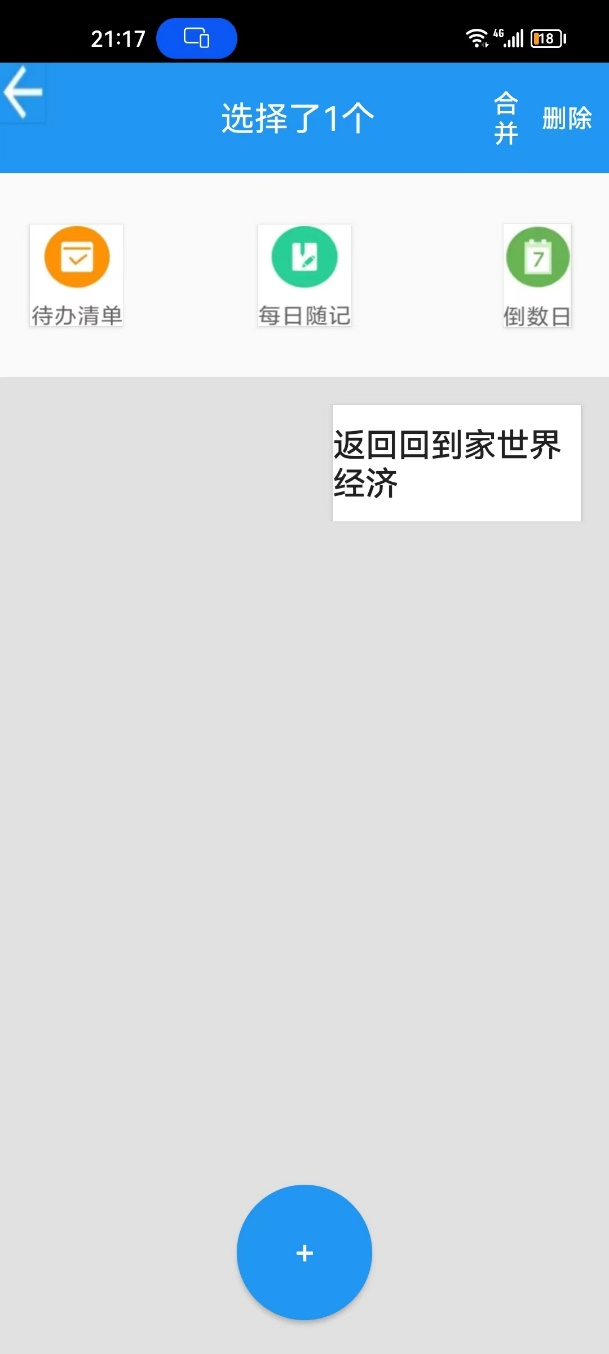 21:17
4G
18
选择了1个
合
并
删除
7
待办清单
每日随记
倒数日
返回回到家世界
经济
+